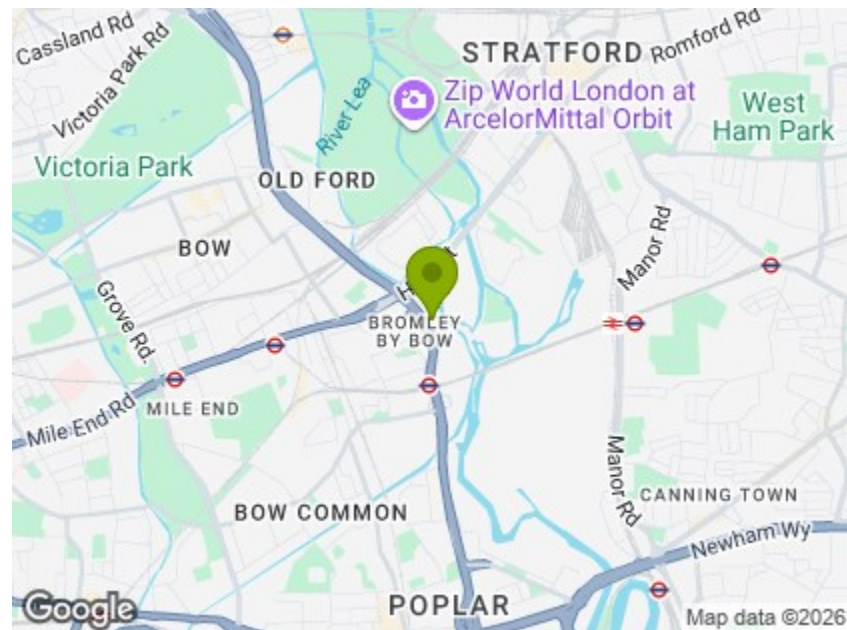 Cassland Rd
Victoria Park Rd
River Lea
STRATFORD
Romford Rd
Zip World London at
ArcelorMittal Orbit
West
Ham Park
Victoria Park
OLD FORD
BOW
Manor Rd
Grove Rd.
BROMLEY
BY BOW
MILE END
Mile End Rd
Manor Rd
CANNING TOWN
BOW COMMON
Newham Wy
POPLAR
Google
Map data ©2026